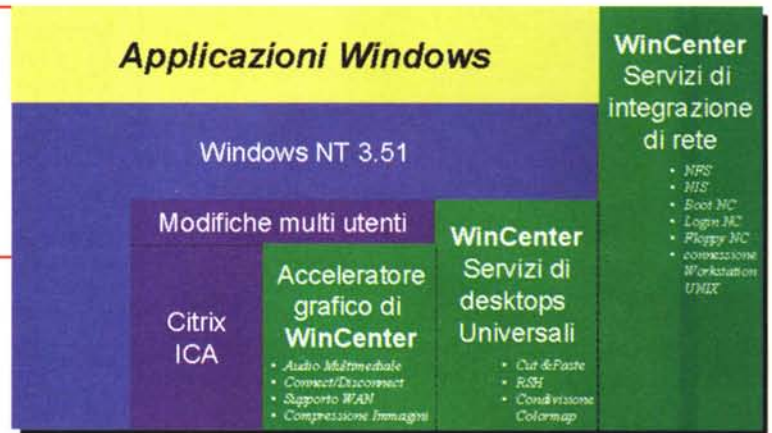 Applicazioni Windows
Windows NT 3.51
Modifiche multi utenti
Citrix
ICA
Acceleratore
grafico di
WinCenter
• Audio Multimediale
• Connect/Disconnect
• Supporto WAN
• Compressione Immagini
WinCenter
Servizi di
desktops
Universali
• Cut &Paste
• RSH
• Condivisione
Colormap
WinCenter
Servizi di
integrazione
di rete
• NFS
• NIS
• Boot NC
• Login NC
• Floppy NC
• connessione
Workstation
UNIX